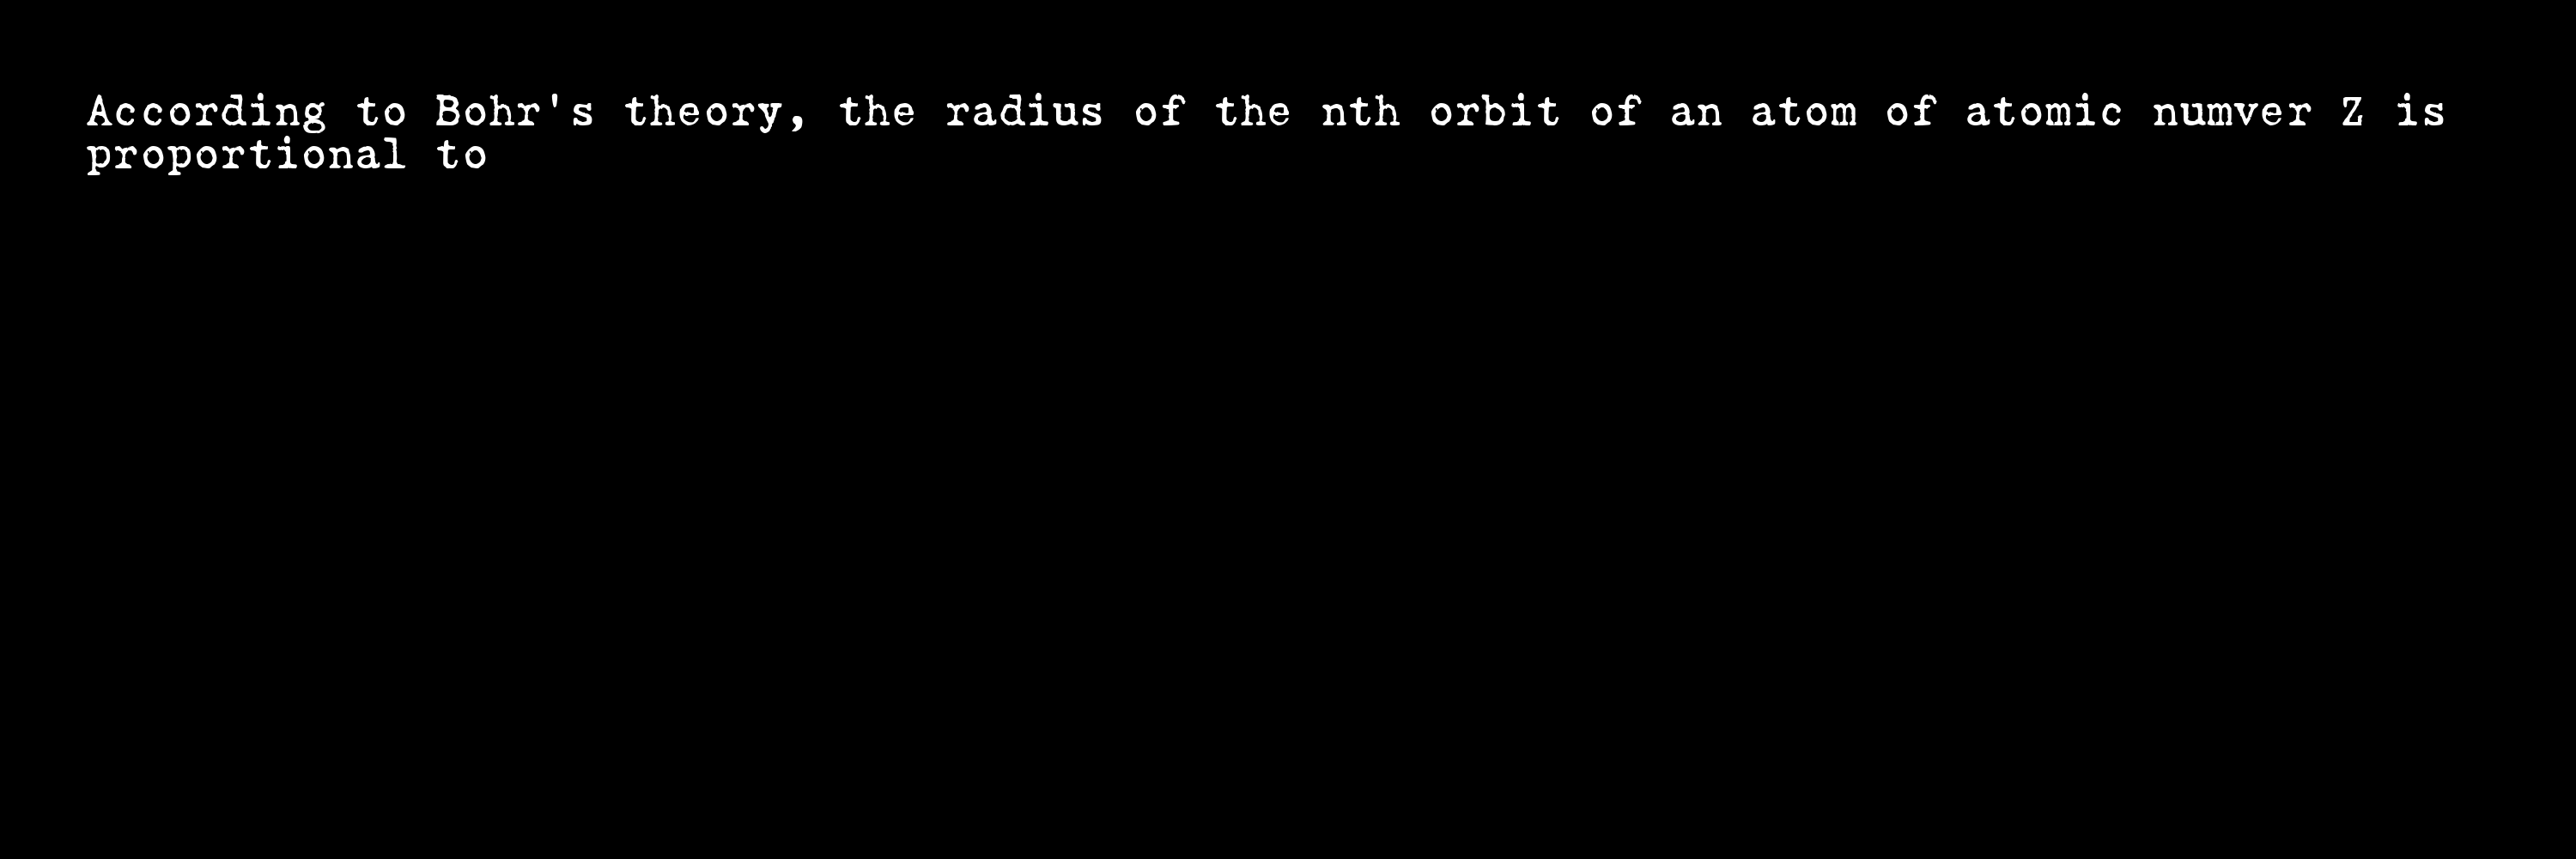 According to Bohr's theory, the radius of the nth orbit of an atom of atomic numver Z is
proportional to